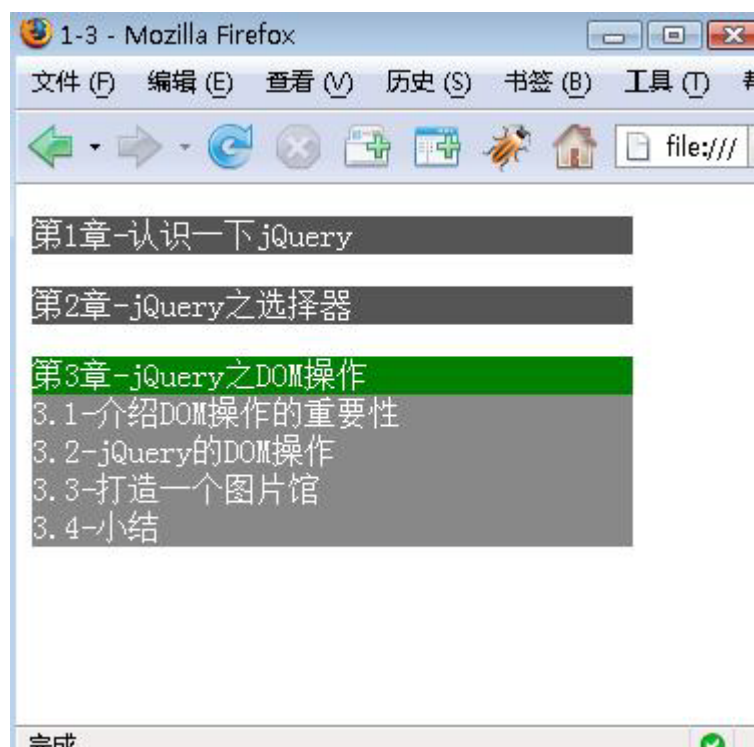 1-3 - Mozilla Firefox
文件 (F) 编辑 (E) 查看 (V) 历史 (S) 书签 (B) 工具 (T)
file:///
第1章-认识一下jQuery
第2章-jQuery之选择器
第3章-jQuery之DOM操作
3.1-介绍DOM操作的重要性
3.2-jQuery的DOM操作
3.3-打造一个图片馆
3.4-小结
完成